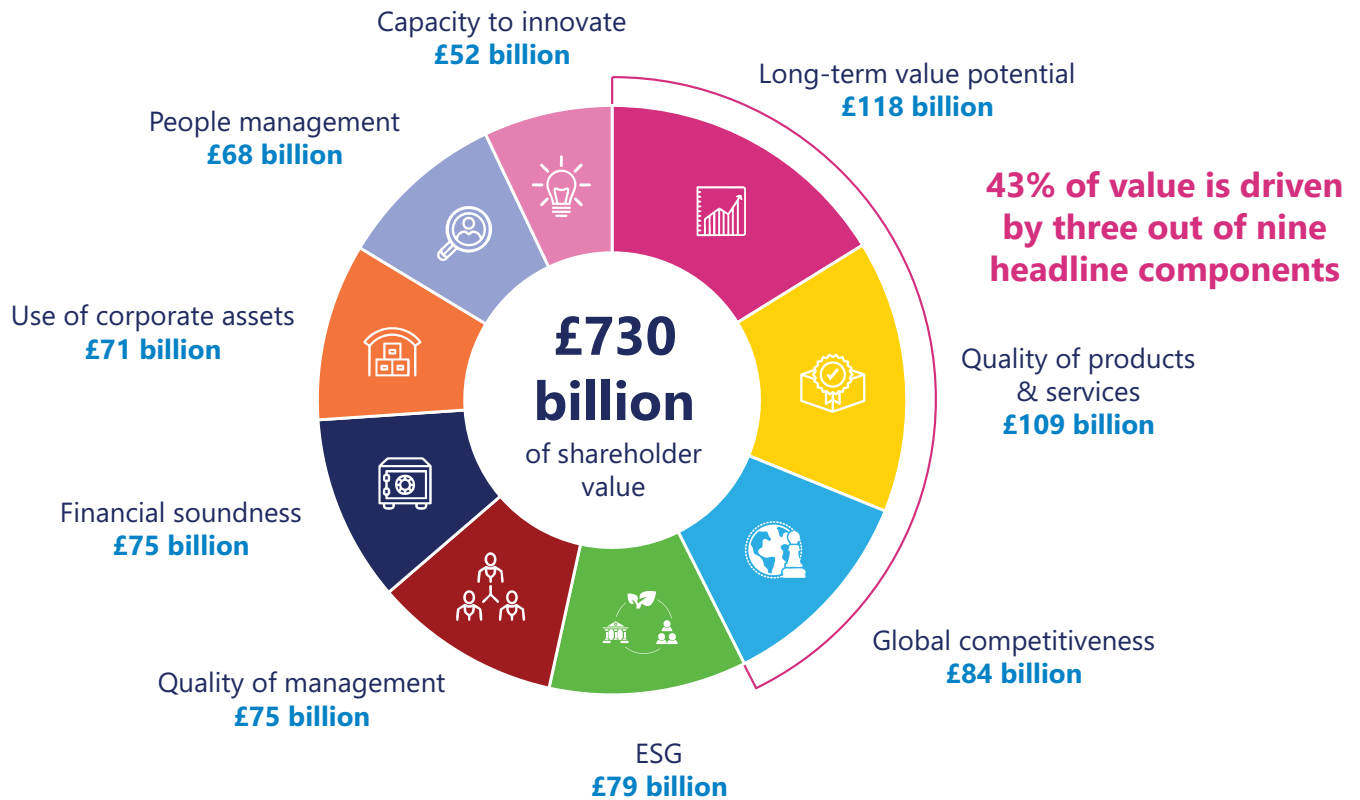 Capacity to innovate
£52 billion
Long-term value potential
£118 billion
People management
£68 billion
43% of value is driven
by three out of nine
headline components
Use of corporate assets
£71 billion
£730
billion
of shareholder
value
Quality of products
& services
£109 billion
Financial soundness
£75 billion
Global competitiveness
£84 billion
Quality of management
£75 billion
ESG
£79 billion